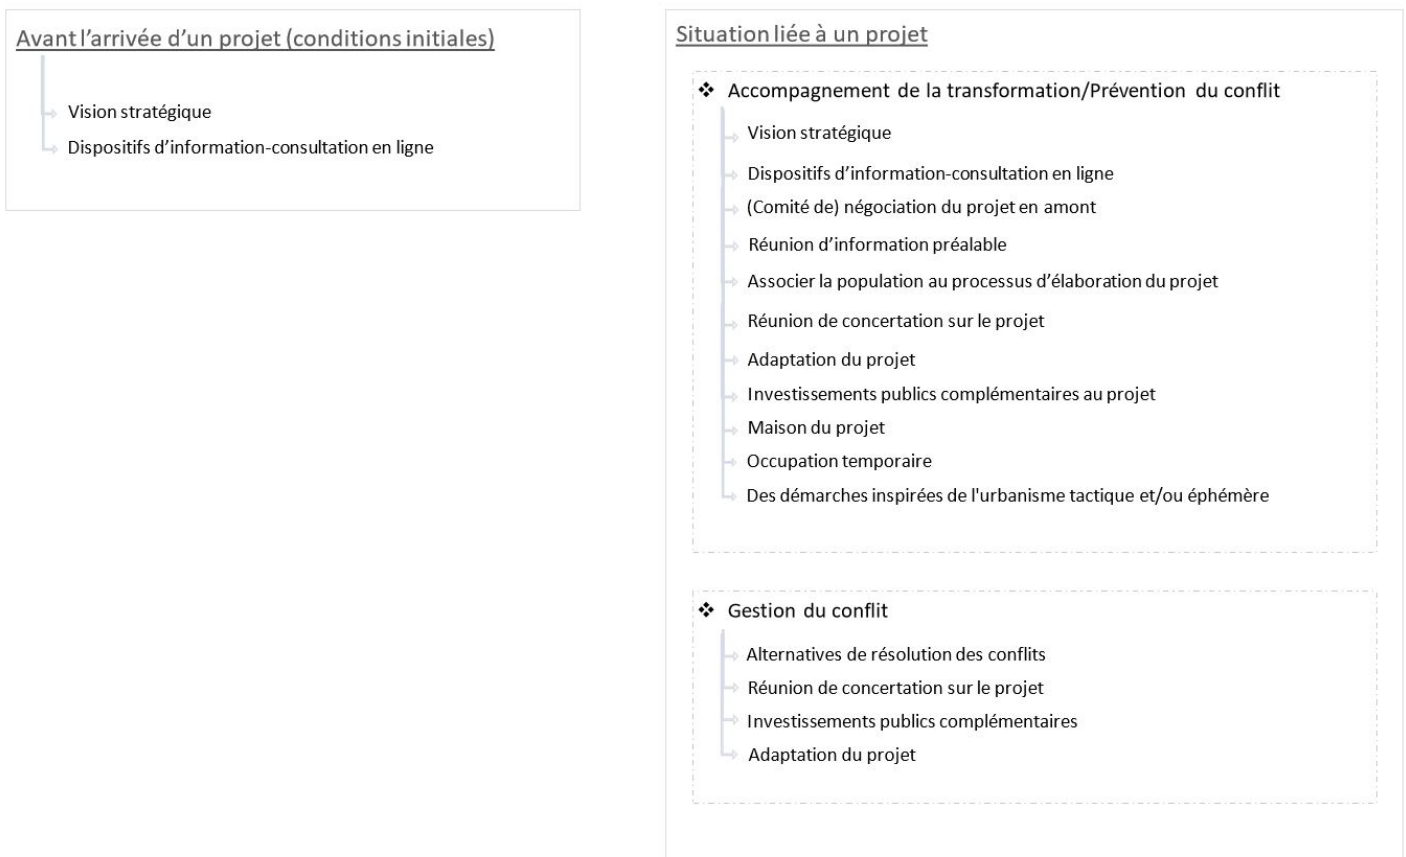 Avant l’arrivée d’un projet (conditions initiales)
Vision stratégique
Dispositifs d’information-consultation en ligne
Situation liée à un projet
Accompagnement de la transformation/Prévention du conflit
Vision stratégique
Dispositifs d’information-consultation en ligne
(Comité de) négociation du projet en amont
Réunion d’information préalable
Associer la population au processus d’élaboration du projet
Réunion de concertation sur le projet
Adaptation du projet
Investissements publics complémentaires au projet
Maison du projet
Occupation temporaire
Des démarches inspirées de l'urbanisme tactique et/ou éphémère
Gestion du conflit
Alternatives de résolution des conflits
Réunion de concertation sur le projet
Investissements publics complémentaires
Adaptation du projet